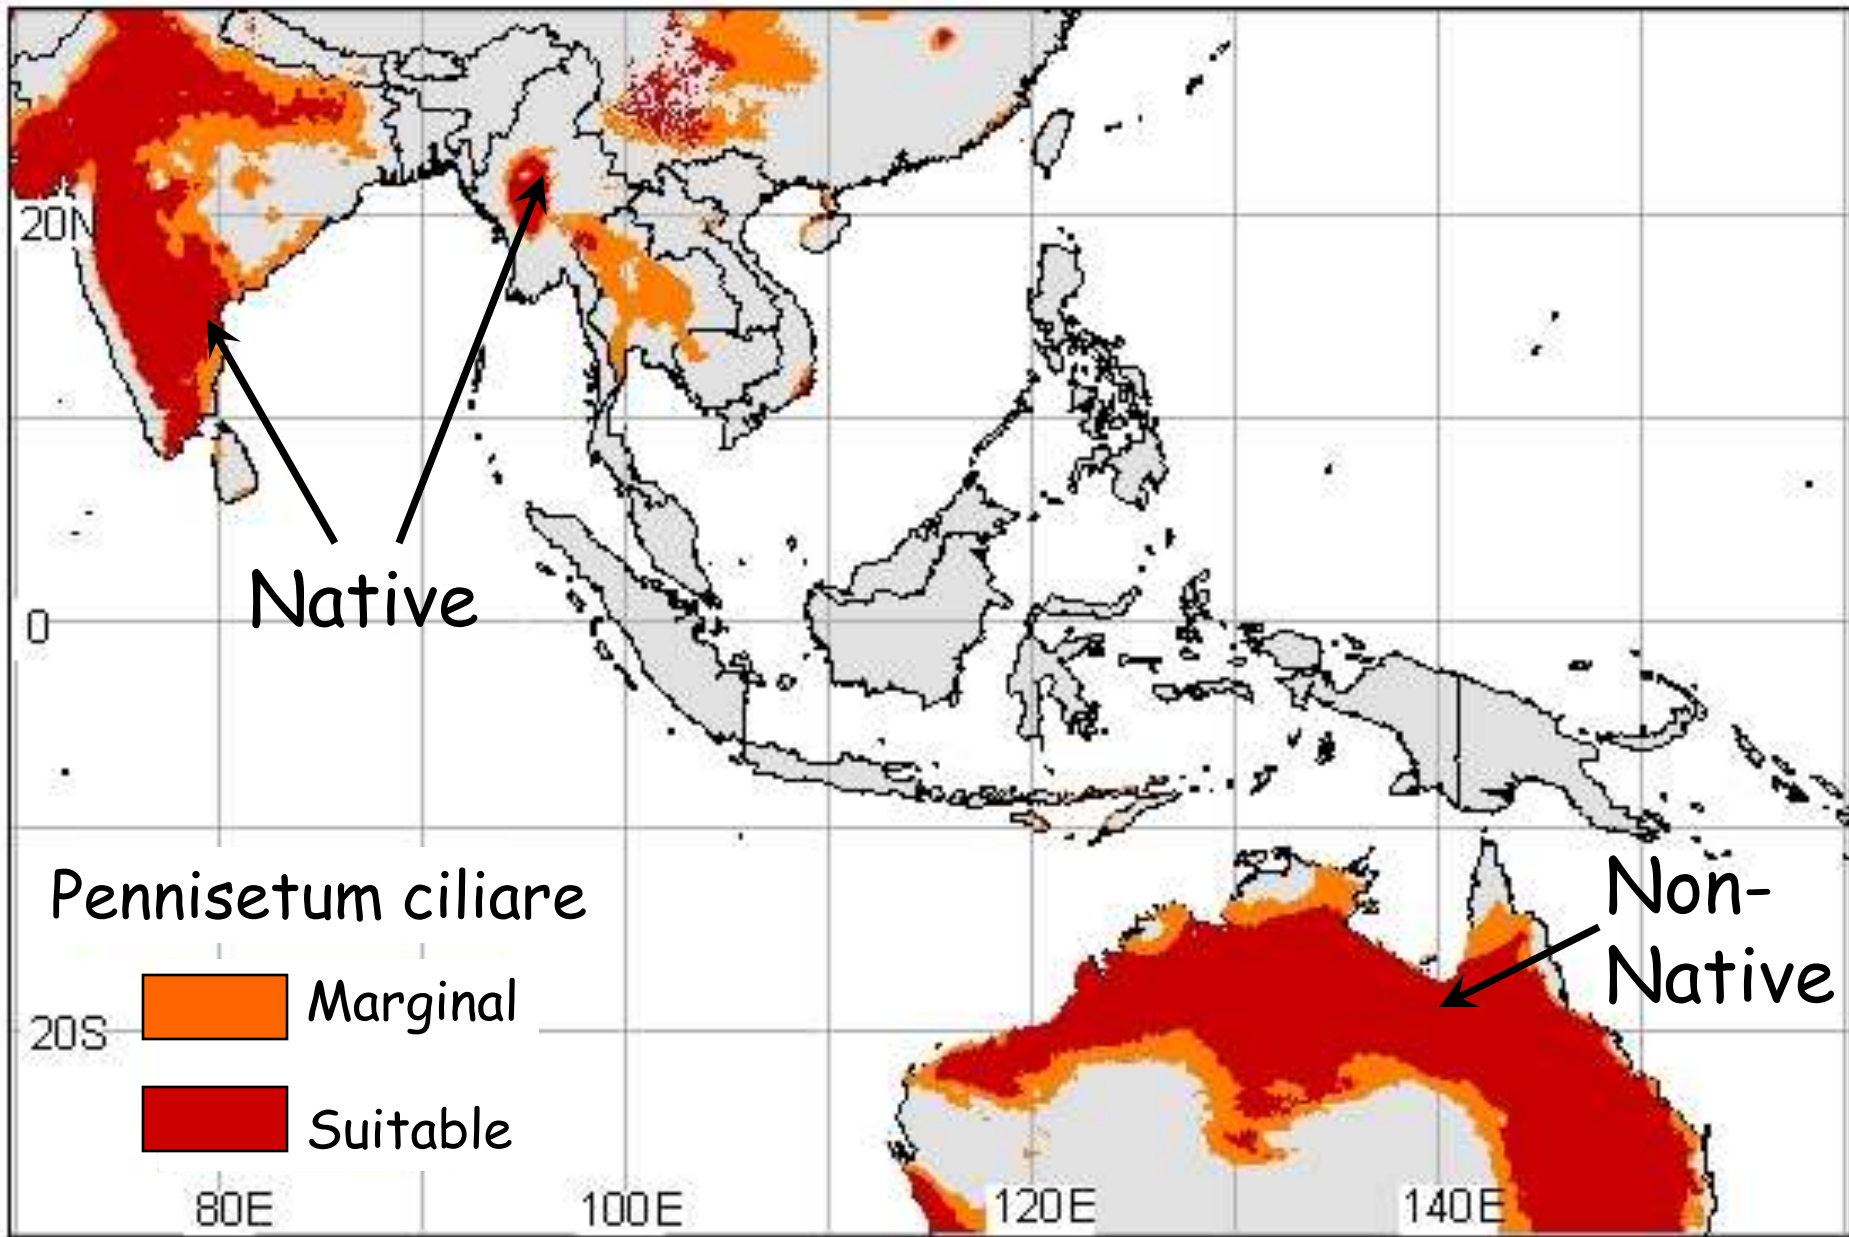 20N
Native
0
Pennisetum ciliare
Non-
Native
Marginal
20S
Suitable
80E
100E
120E
140E